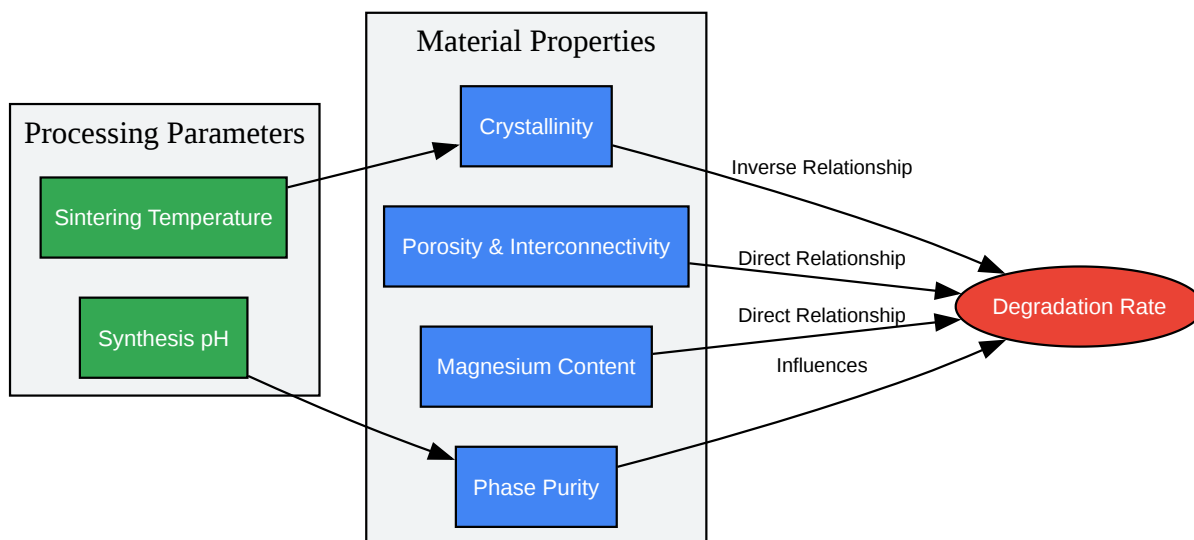 Processing Parameters
Sintering Temperature
Synthesis pH
Material Properties
Crystallinity
Porosity & Interconnectivity
Magnesium Content
Phase Purity
Inverse Relationship
Direct Relationship
Direct Relationship
Influences
Degradation Rate